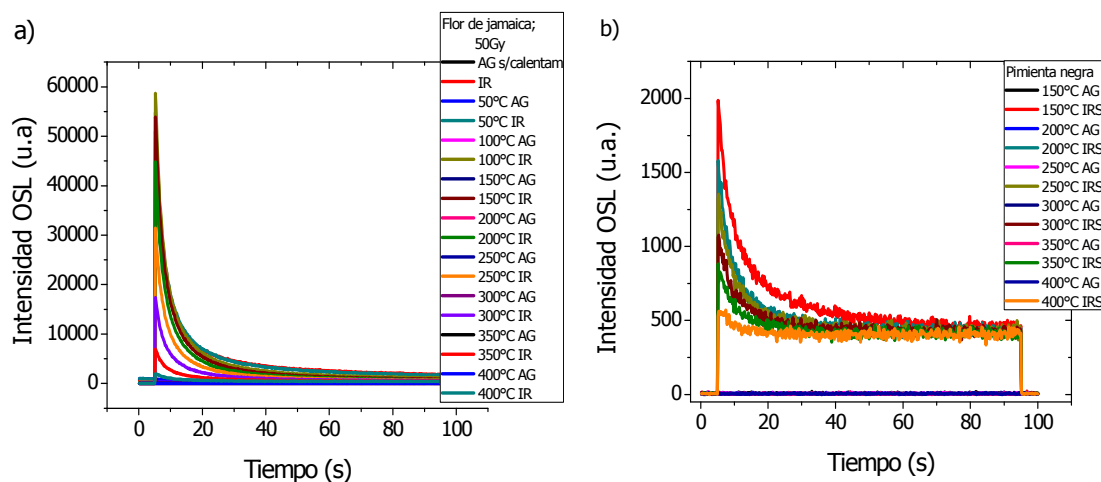 a)
Intensidad OSL (u.a)
60000
50000
40000
30000
20000
10000
0
0 20 40 60 80 100
Tiempo (s)
Flor de jamaica;
50Gy
AG s/calentam
IR
50°C AG
50°C IR
100°C AG
100°C IR
150°C AG
150°C IR
200°C AG
200°C IR
250°C AG
250°C IR
300°C AG
300°C IR
350°C AG
350°C IR
400°C AG
400°C IR
b)
Intensidad OSL (u.a.)
2000
1500
1000
500
0
0 20 40 60 80 100
Tiempo (s)
Pimienta negra
150°C AG
150°C IRS
200°C AG
200°C IRS
250°C AG
250°C IRS
300°C AG
300°C IRS
350°C AG
350°C IRS
400°C AG
400°C IRS